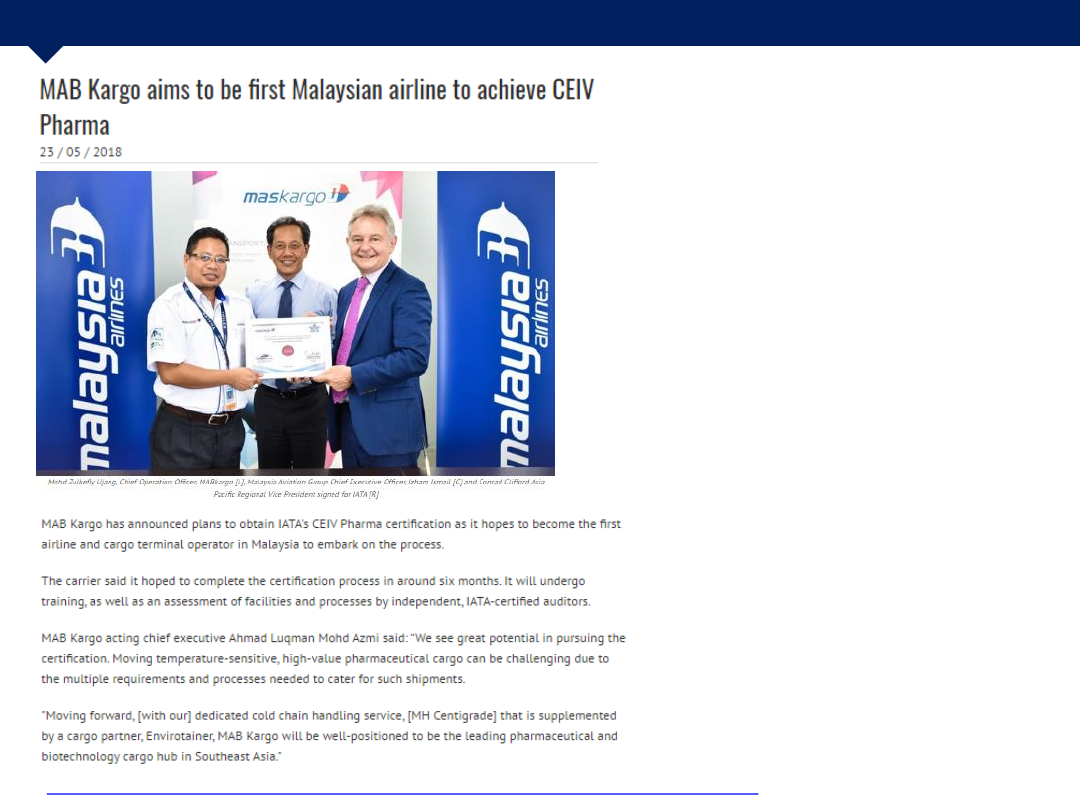 MAB Kargo aims to be first Malaysian airline to achieve CEIV
Pharma
23 / 05 / 2018
maskargo
malaysia
airlines
malaysia
airlines
Mohd Zulkefly Ujang, Chief Operation Officer, MABkargo [L], Malaysia Aviation Group Chief Executive Officer, Izham Ismail [C] and Conrad Clifford Asia
Pacific Regional Vice President signed for IATA [R]
MAB Kargo has announced plans to obtain IATA's CEIV Pharma certification as it hopes to become the first
airline and cargo terminal operator in Malaysia to embark on the process.
The carrier said it hoped to complete the certification process in around six months. It will undergo
training, as well as an assessment of facilities and processes by independent, IATA-certified auditors.
MAB Kargo acting chief executive Ahmad Luqman Mohd Azmi said: "We see great potential in pursuing the
certification. Moving temperature-sensitive, high-value pharmaceutical cargo can be challenging due to
the multiple requirements and processes needed to cater for such shipments.
"Moving forward, [with our] dedicated cold chain handling service, [MH Centigrade] that is supplemented
by a cargo partner, Envirotainer, MAB Kargo will be well-positioned to be the leading pharmaceutical and
biotechnology cargo hub in Southeast Asia."